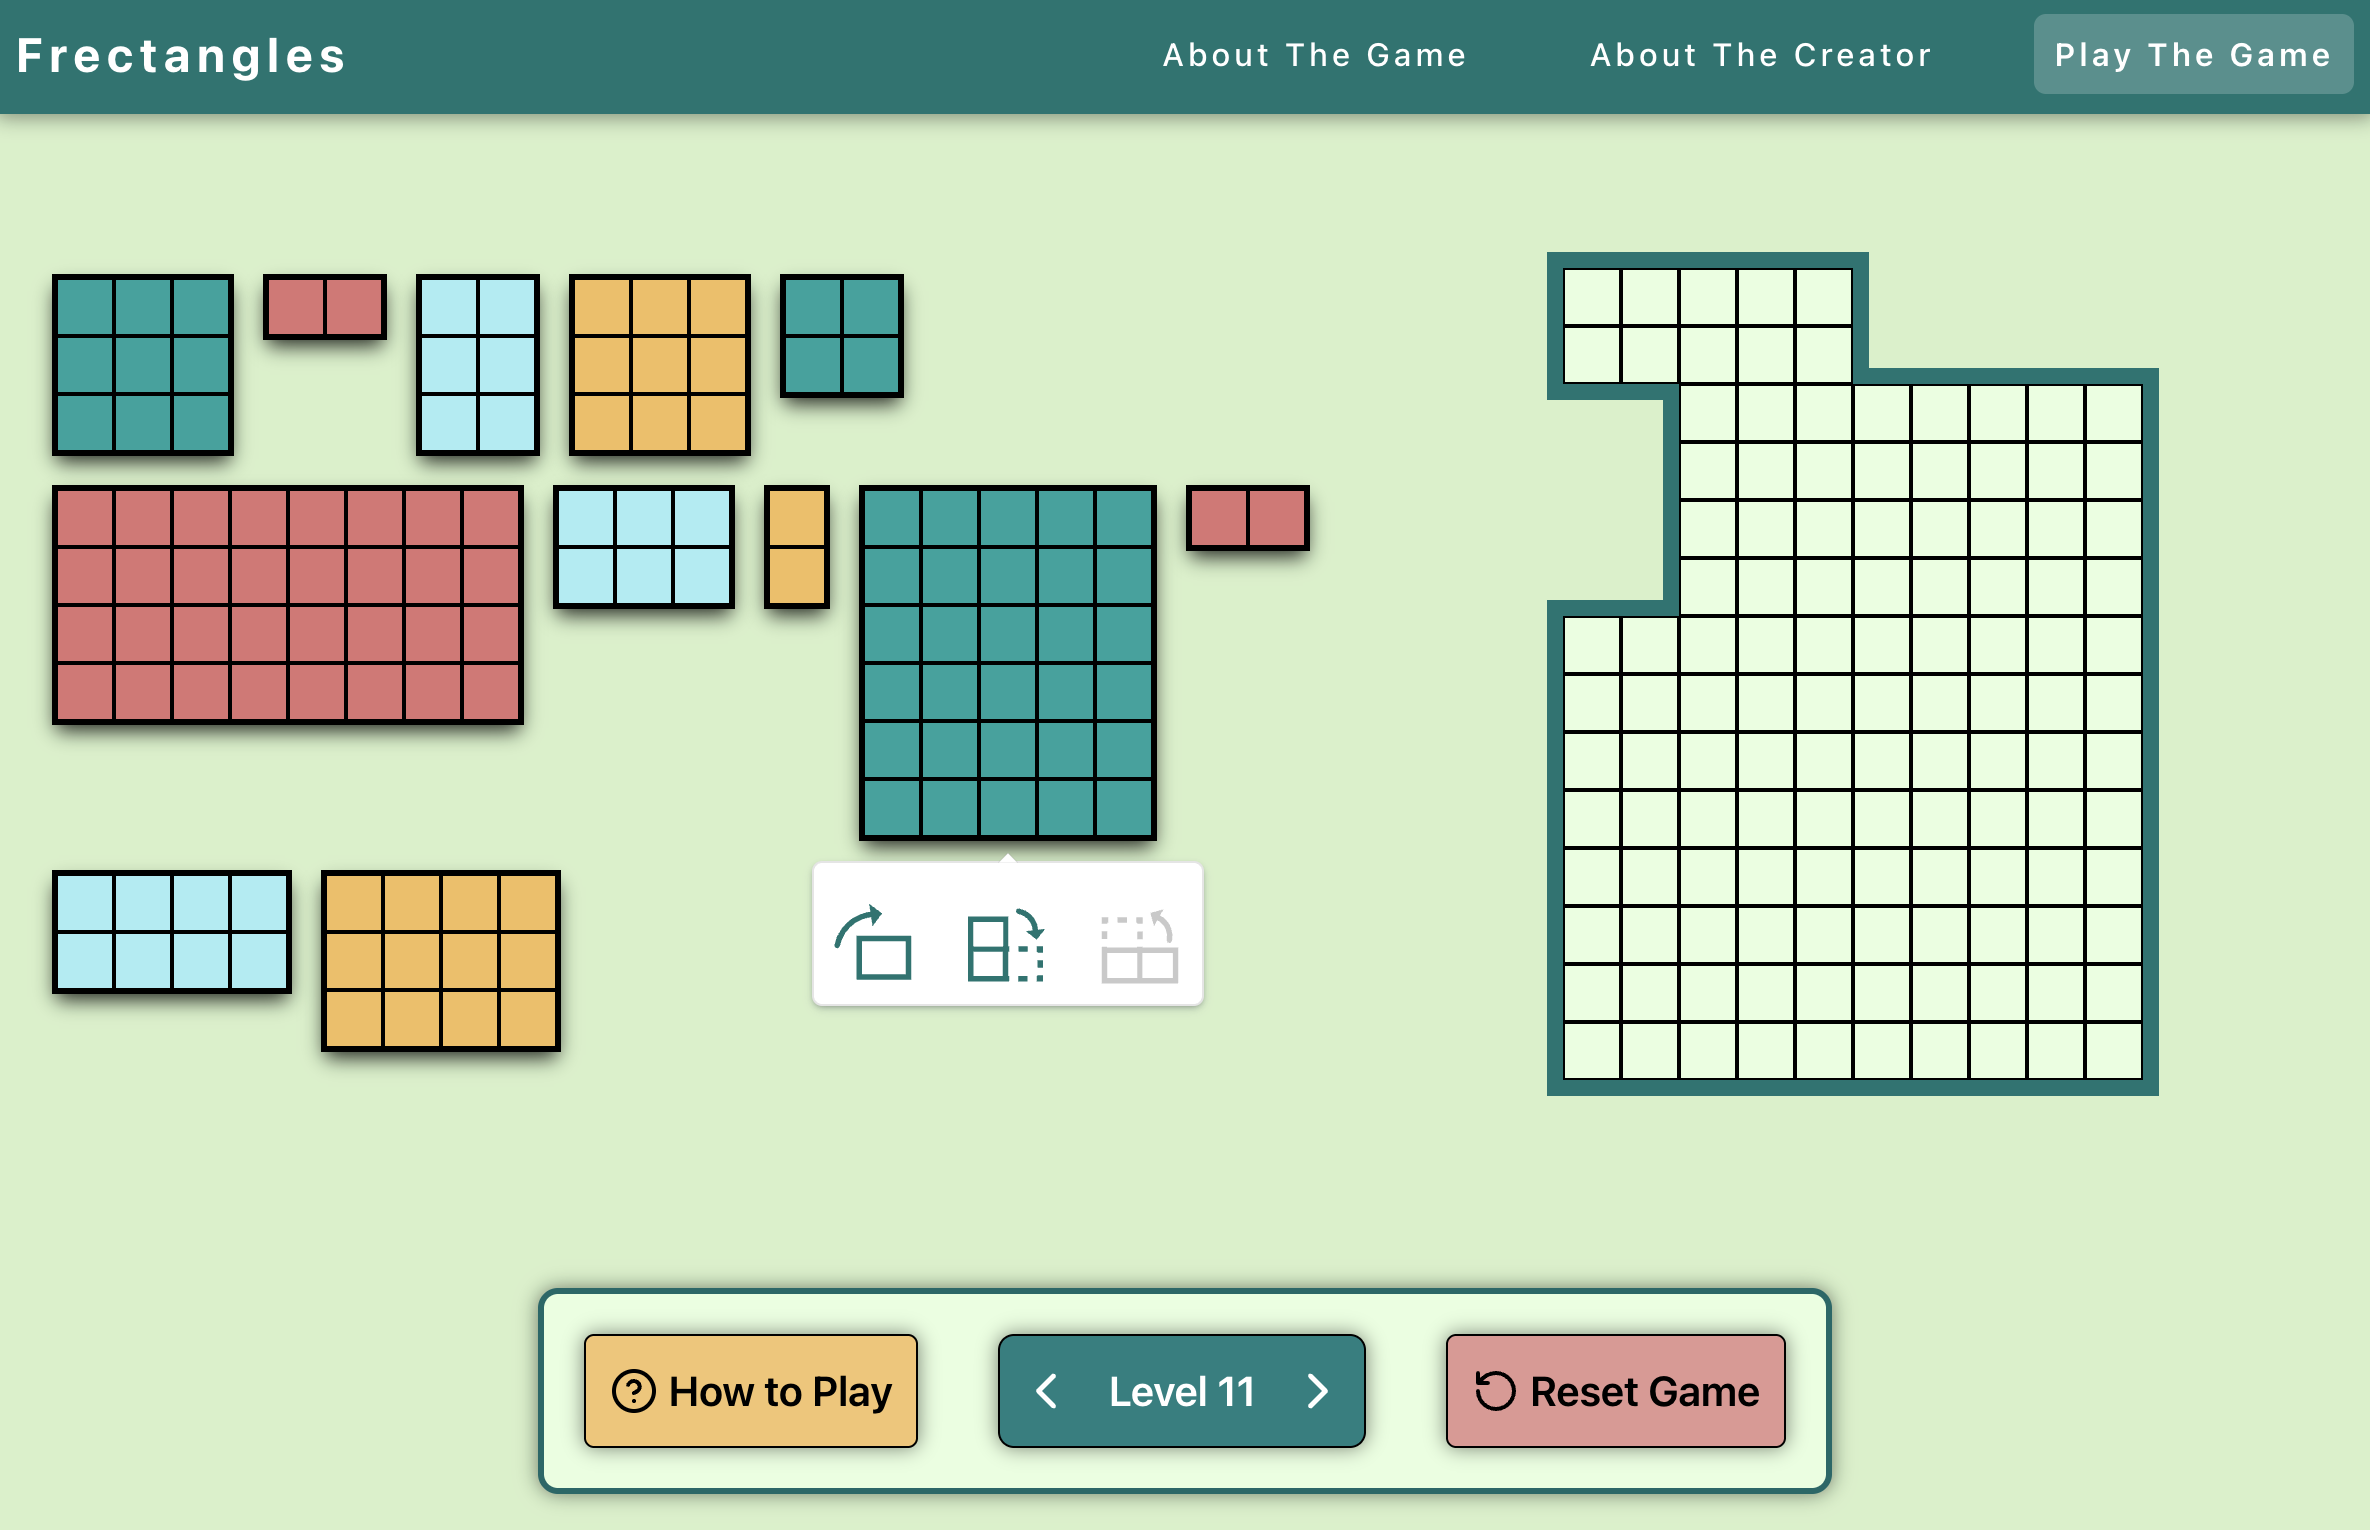 Frectangles
About The Game
About The Creator
Play The Game
How to Play
Level 11
Reset Game